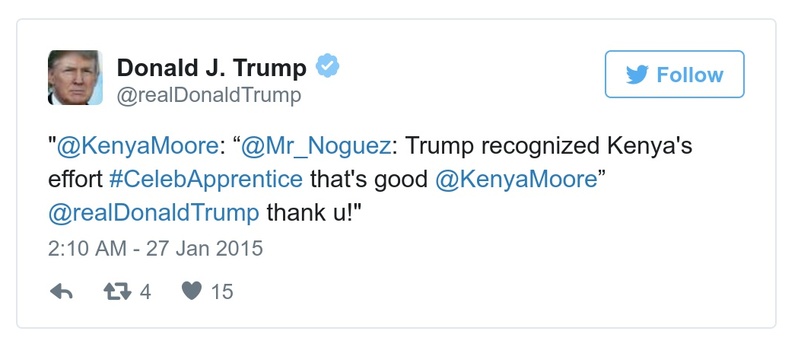 Donald J. Trump
@realDonaldTrump
Follow
"@KenyaMoore: “@Mr_Noguez: Trump recognized Kenya's
effort #CelebApprentice that's good @KenyaMoore”
@realDonaldTrump thank u!"
2:10 AM - 27 Jan 2015
4 15